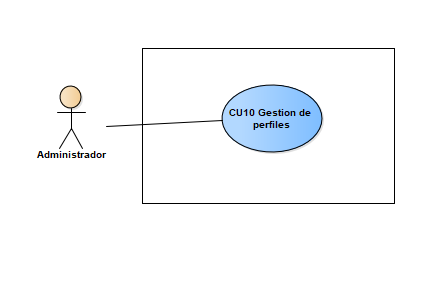 CU10 Gestion de
perfiles
Administrador